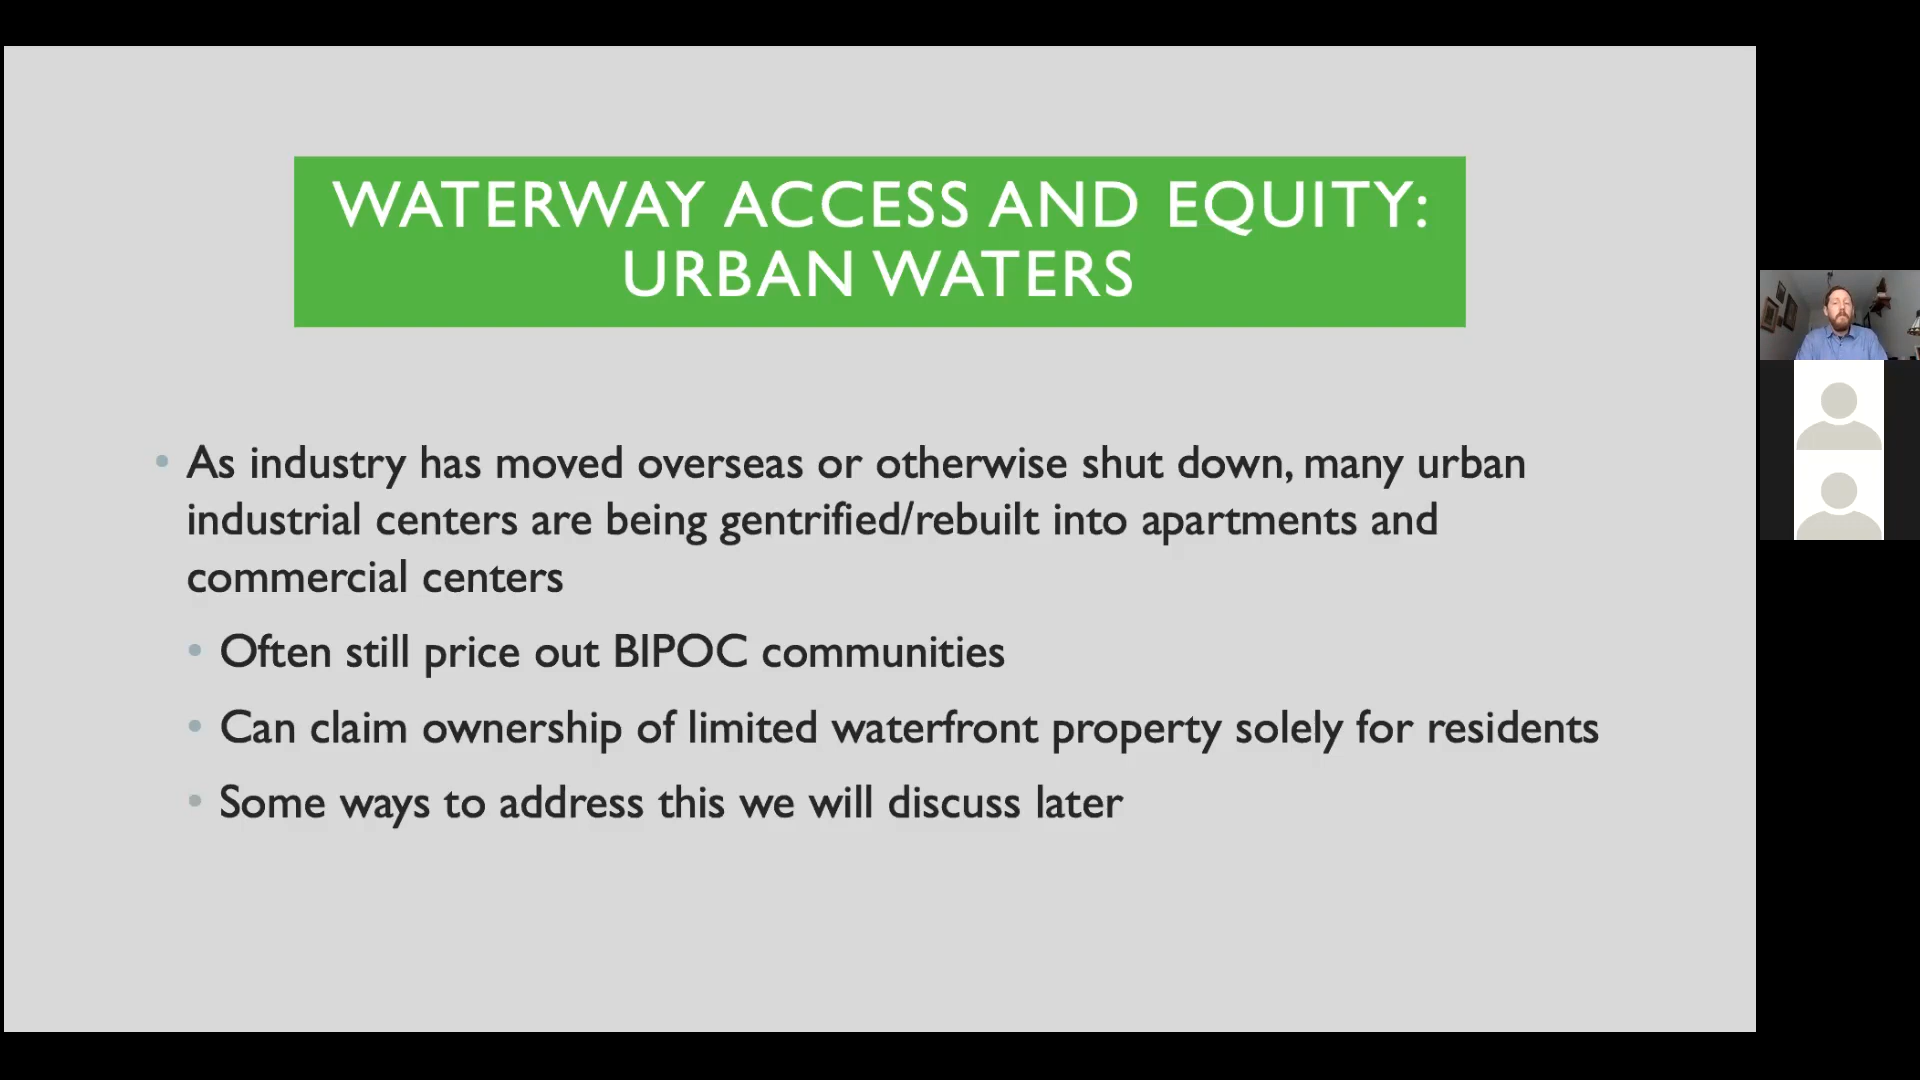 WATERWAY ACCESS AND EQUITY:
URBAN WATERS
• As industry has moved overseas or otherwise shut down, many urban
industrial centers are being gentrified/rebuilt into apartments and
commercial centers
• Often still price out BIPOC communities
• Can claim ownership of limited waterfront property solely for residents
• Some ways to address this we will discuss later